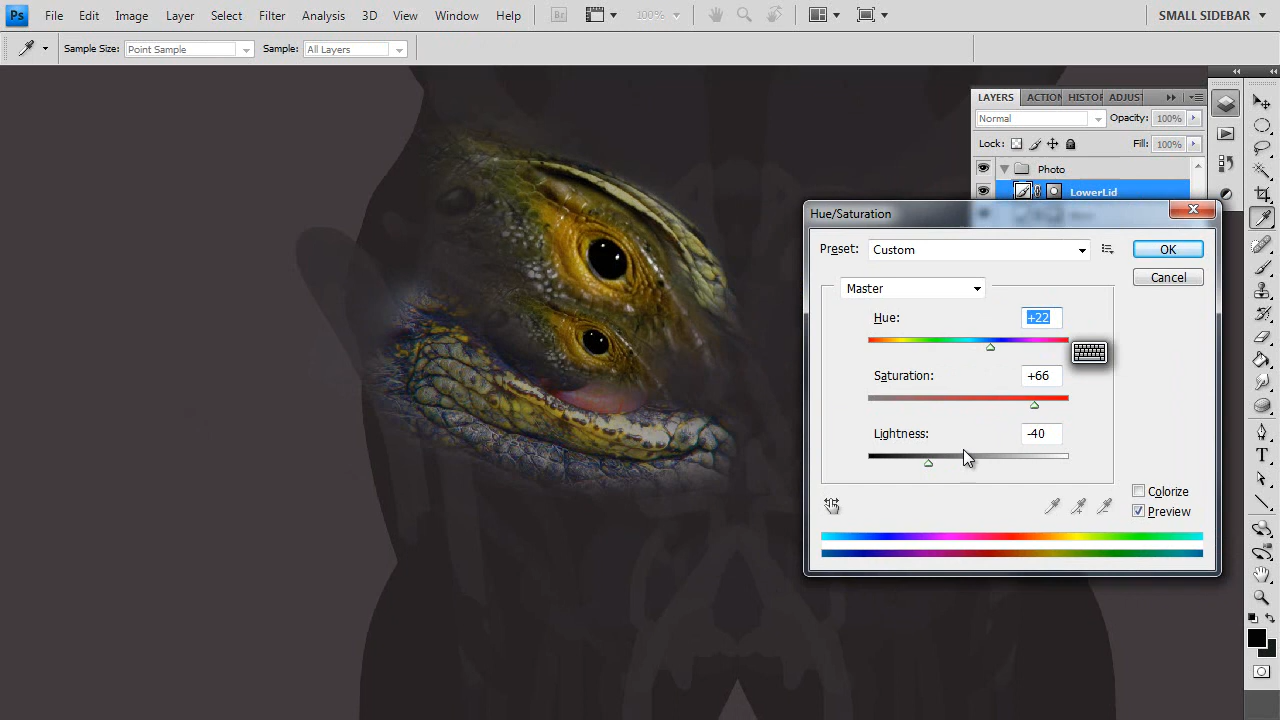 Ps File Edit Image Layer Select Filter Analysis 3D View Window Help Br 100% SMALL SIDEBAR
Sample Size: Point Sample Sample: All Layers
LAYERS ACTION HISTOR ADJUST
Normal Opacity: 100%
Lock: Fill: 100%
Photo
LowerLid
Hue/Saturation
Preset: Custom OK
Cancel
Master
Hue: +22
Saturation: +66
Lightness: -40
Colorize
Preview
T